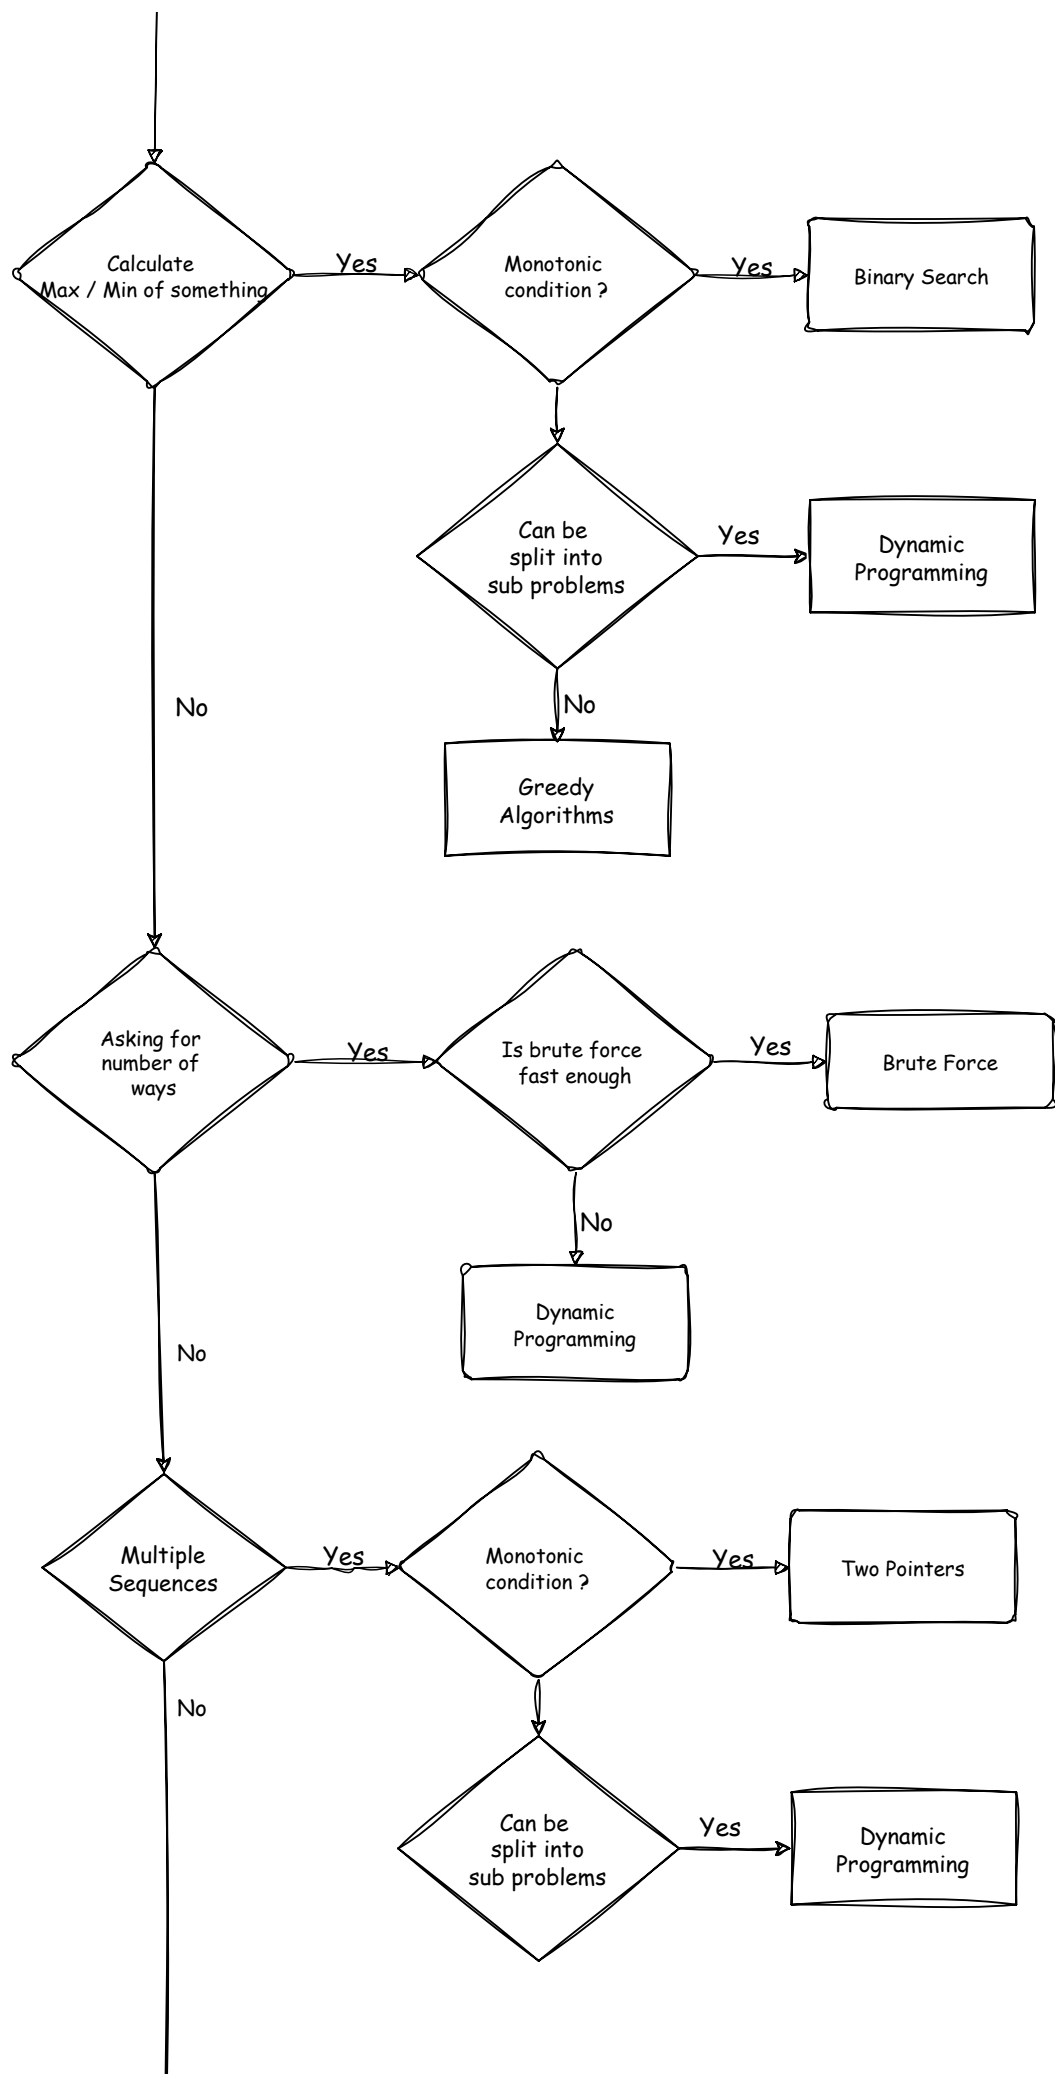 Calculate
Max / Min of something
Yes
Monotonic
condition ?
Yes
Binary Search
Can be
split into
sub problems
Yes
Dynamic
Programming
No
No
Greedy
Algorithms
Asking for
number of
ways
Yes
Is brute force
fast enough
Yes
Brute Force
No
Dynamic
Programming
No
Multiple
Sequences
Yes
Monotonic
condition ?
Yes
Two Pointers
No
Can be
split into
sub problems
Yes
Dynamic
Programming